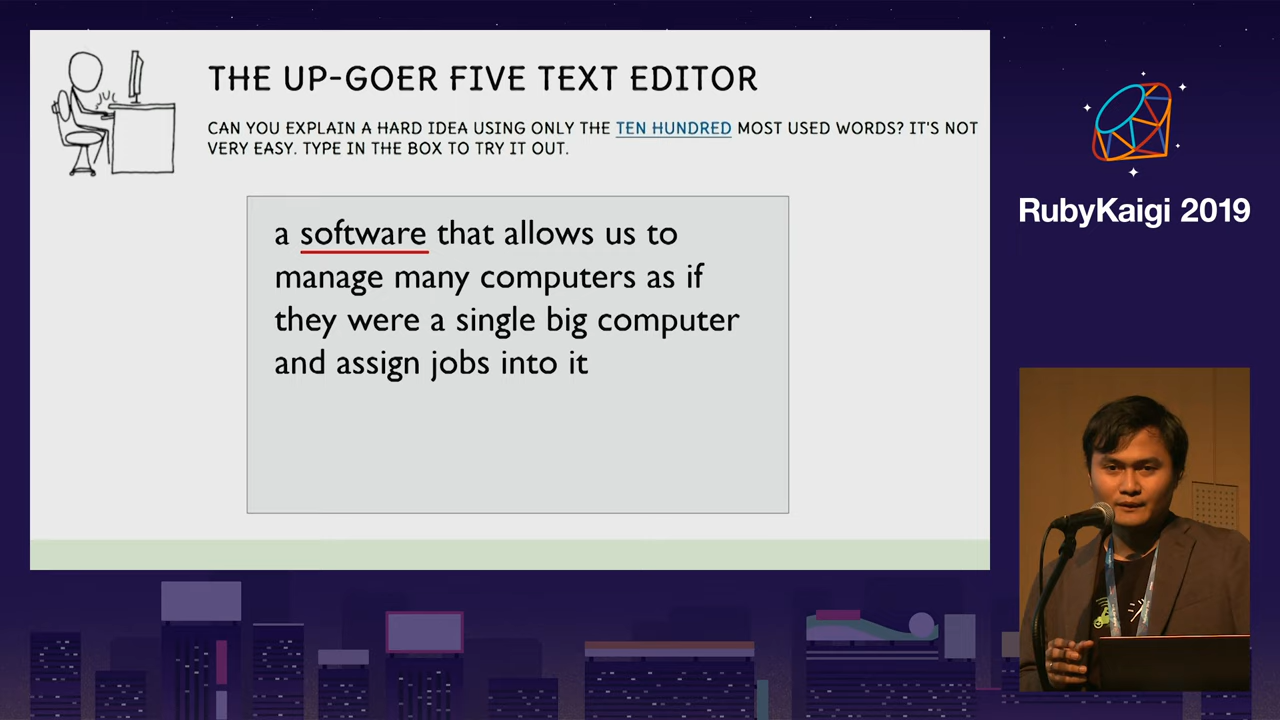 THE UP-GOER FIVE TEXT EDITOR
CAN YOU EXPLAIN A HARD IDEA USING ONLY THE TEN HUNDRED MOST USED WORDS? IT'S NOT
VERY EASY. TYPE IN THE BOX TO TRY IT OUT.
a software that allows us to
manage many computers as if
they were a single big computer
and assign jobs into it
RubyKaigi 2019